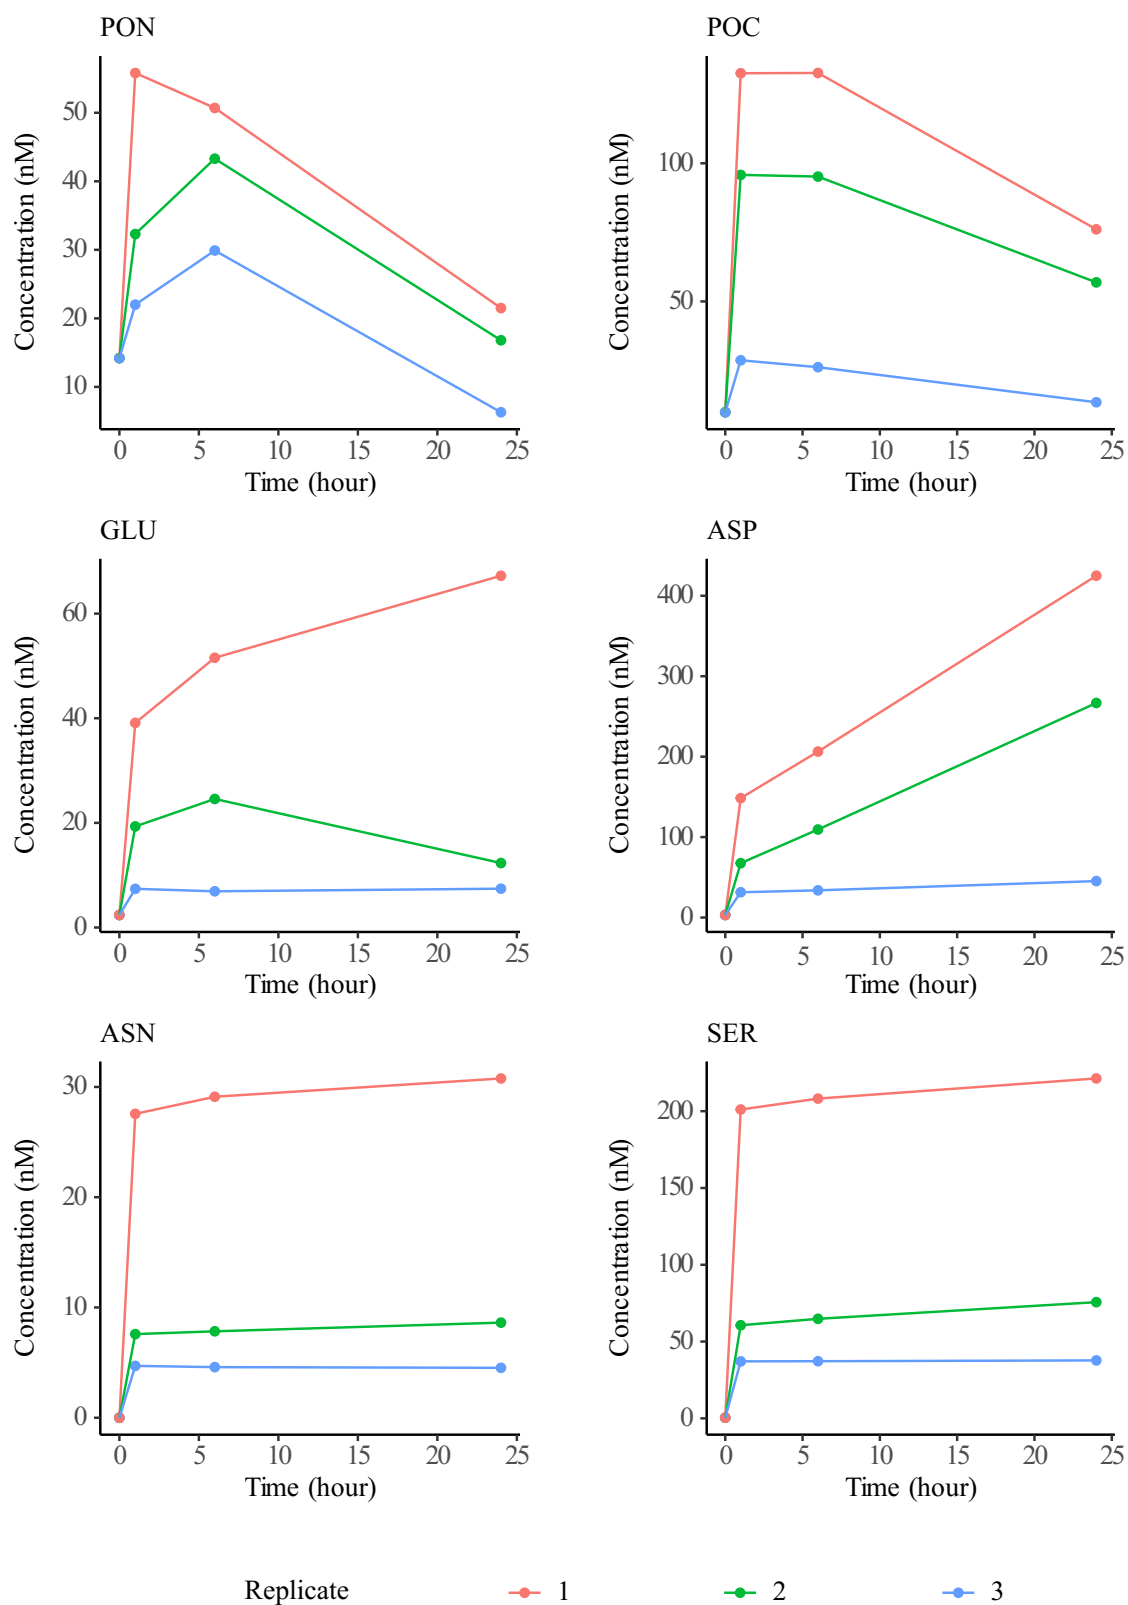 PON
Concentration (nM)
50
40
30
20
10
0 5 10 15 20 25
Time (hour)
POC
Concentration (nM)
100
50
0 5 10 15 20 25
Time (hour)
GLU
Concentration (nM)
60
40
20
0
0 5 10 15 20 25
Time (hour)
ASP
Concentration (nM)
400
300
200
100
0
0 5 10 15 20 25
Time (hour)
ASN
Concentration (nM)
30
20
10
0
0 5 10 15 20 25
Time (hour)
SER
Concentration (nM)
200
150
100
50
0
0 5 10 15 20 25
Time (hour)
Replicate 1 2 3